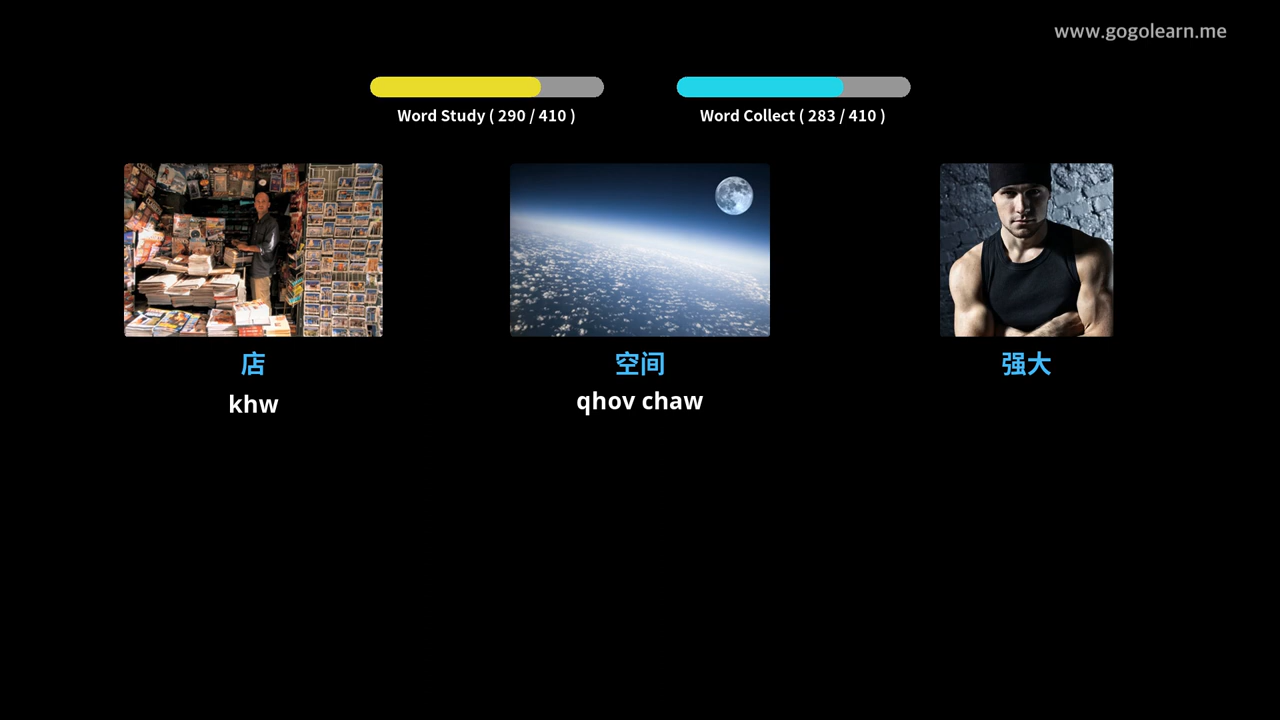 www.gogolearn.me
Word Study ( 290 / 410 )
Word Collect ( 283 / 410 )
店
空间
强大
khw
qhov chaw